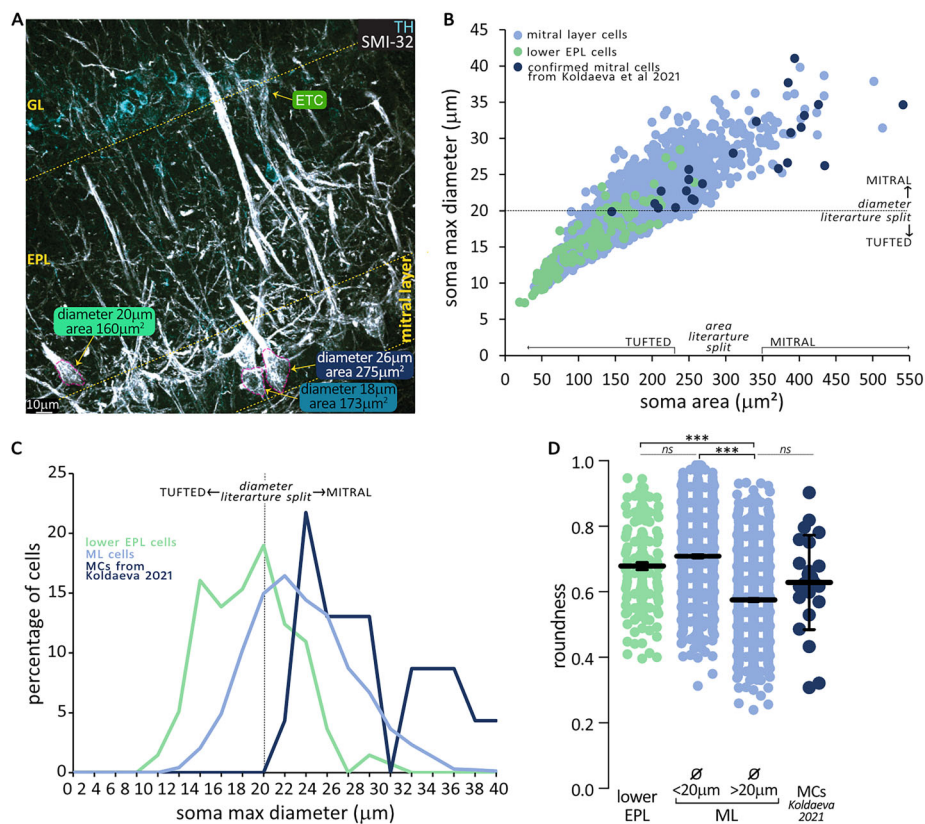 A
TH
SMI-32
GL
ETC
EPL
mitral layer
diameter 20μm
area 160μm²
diameter 26μm
area 275μm²
diameter 18μm
area 173μm²
10μm
B
mitral layer cells
lower EPL cells
confirmed mitral cells
from Koldaeva et al 2021
soma max diameter (μm)
45
40
35
30
25
20
15
10
5
0
MITRAL
↑
diameter
literarture split
↓
TUFTED
TUFTED
area
literarture
split
MITRAL
0 50 100 150 200 250 300 350 400 450 500 550
soma area (μm²)
C
percentage of cells
25
20
15
10
5
0
TUFTED← diameter
literarture split →MITRAL
lower EPL cells
ML cells
MCs from
Koldaeva 2021
0 2 4 6 8 10 12 14 16 18 20 22 24 26 28 30 32 34 36 38 40
soma max diameter (μm)
D
***
ns *** ns
roundness
1.0
0.8
0.6
0.4
0.2
0.0
lower
EPL
Ø
<20μm
Ø
>20μm
ML
MCs
Koldaeva
2021